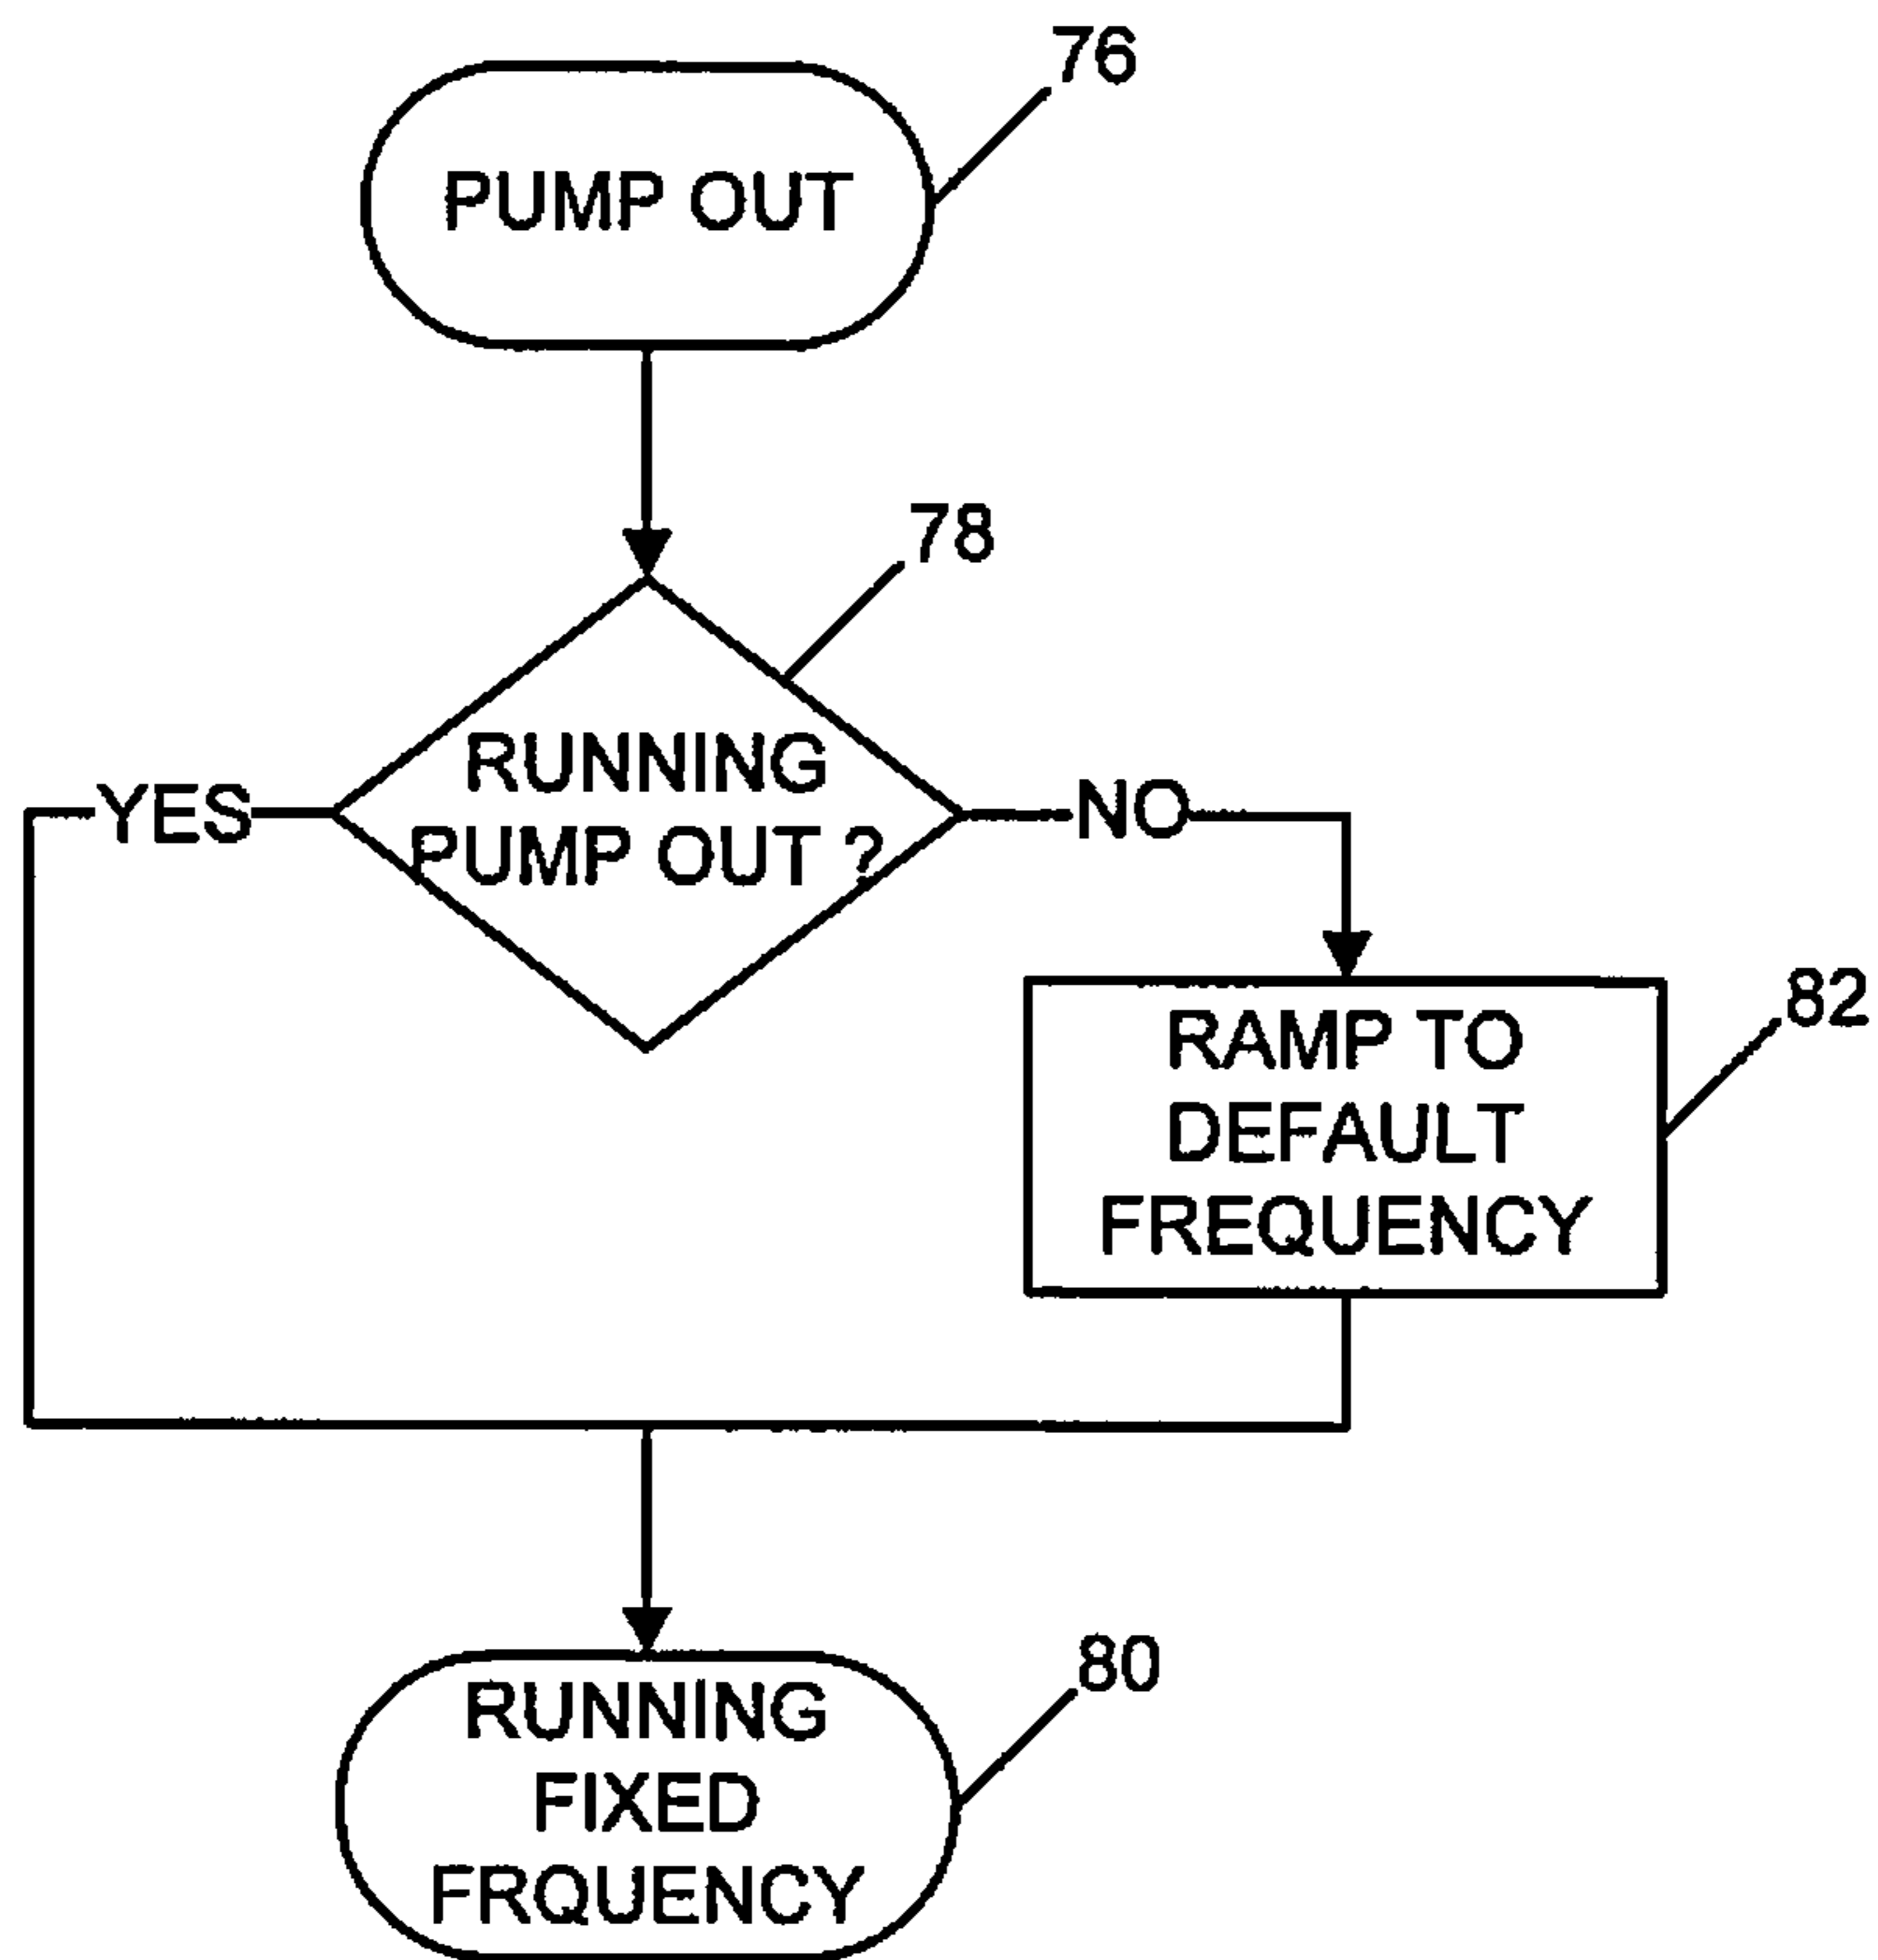 76
PUMP OUT
78
RUNNING
PUMP OUT ?
YES
NO
82
RAMP TO
DEFAULT
FREQUENCY
80
RUNNING
FIXED
FRQUENCY